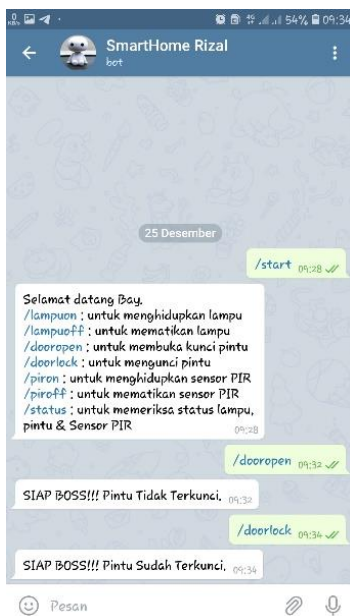 54% 09:34
SmartHome Rizal
bot
25 Desember
/start 09:28
Selamat datang Bay.
/lampuon : untuk menghidupkan lampu
/lampuoff : untuk mematikan lampu
/dooropen : untuk membuka kunci pintu
/doorlock : untuk mengunci pintu
/piron : untuk menghidupkan sensor PIR
/piroff : untuk mematikan sensor PIR
/status : untuk memeriksa status lampu,
pintu & Sensor PIR 09:28
/dooropen 09:32
SIAP BOSS!!! Pintu Tidak Terkunci. 09:32
/doorlock 09:34
SIAP BOSS!!! Pintu Sudah Terkunci. 09:34
Pesan